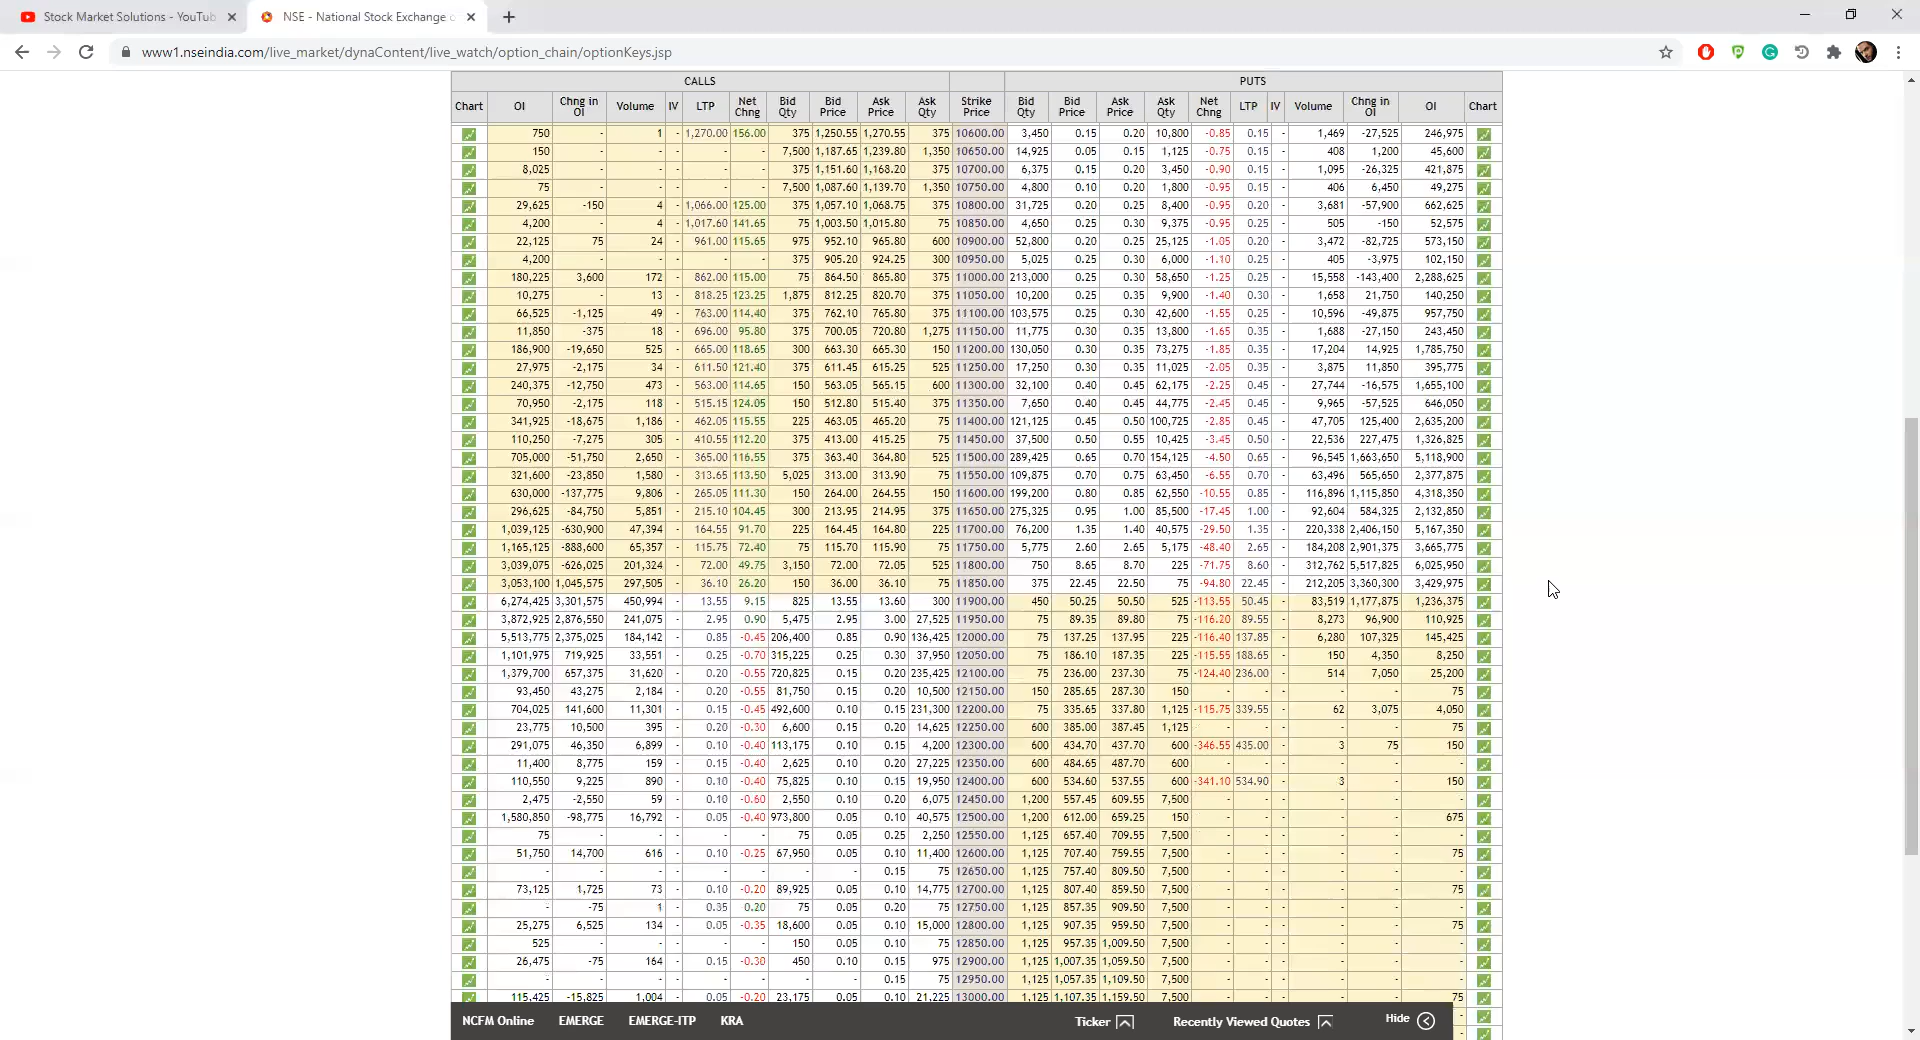 Stock Market Solutions - YouTub
NSE - National Stock Exchange o
www1.nseindia.com/live_market/dynaContent/live_watch/option_chain/optionKeys.jsp
CALLS PUTS
Chart OI Chng in OI Volume IV LTP Net Chng Bid Qty Bid Price Ask Price Ask Qty Strike Price Bid Qty Bid Price Ask Price Ask Qty Net Chng LTP IV Volume Chng in OI OI Chart
750 - 1 - 1,270.00 156.00 375 1,250.55 1,270.55 375 10600.00 3,450 0.15 0.20 10,800 -0.85 0.15 - 1,469 -27,525 246,975
150 - - - - - 7,500 1,187.65 1,239.80 1,350 10650.00 14,925 0.05 0.15 1,125 -0.75 0.15 - 408 1,200 45,600
8,025 - - - - - 375 1,151.60 1,168.20 375 10700.00 6,375 0.15 0.20 3,450 -0.90 0.15 - 1,095 -26,325 421,875
75 - - - - - 7,500 1,087.60 1,139.70 1,350 10750.00 4,800 0.10 0.20 1,800 -0.95 0.15 - 406 6,450 49,275
29,625 -150 4 - 1,066.00 125.00 375 1,057.10 1,068.75 375 10800.00 31,725 0.20 0.25 8,400 -0.95 0.20 - 3,681 -57,900 662,625
4,200 - 4 - 1,017.60 141.65 75 1,003.50 1,015.80 75 10850.00 4,650 0.25 0.30 9,375 -0.95 0.25 - 505 -150 52,575
22,125 75 24 - 961.00 115.65 975 952.10 965.80 600 10900.00 52,800 0.20 0.25 25,125 -1.05 0.20 - 3,472 -82,725 573,150
4,200 - - - - - 375 905.20 924.25 300 10950.00 5,025 0.25 0.30 6,000 -1.10 0.25 - 405 -3,975 102,150
180,225 3,600 172 - 862.00 115.00 75 864.50 865.80 375 11000.00 213,000 0.25 0.30 58,650 -1.25 0.25 - 15,558 -143,400 2,288,625
10,275 - 13 - 818.25 123.25 1,875 812.25 820.70 375 11050.00 10,200 0.25 0.35 9,900 -1.40 0.30 - 1,658 21,750 140,250
66,525 -1,125 49 - 763.00 114.40 375 762.10 765.80 375 11100.00 103,575 0.25 0.30 42,600 -1.55 0.25 - 10,596 -49,875 957,750
11,850 -375 18 - 696.00 95.80 375 700.05 720.80 1,275 11150.00 11,775 0.30 0.35 13,800 -1.65 0.35 - 1,688 -27,150 243,450
186,900 -19,650 525 - 665.00 118.65 300 663.30 665.30 150 11200.00 130,050 0.30 0.35 73,275 -1.85 0.35 - 17,204 14,925 1,785,750
27,975 -2,175 34 - 611.50 121.40 375 611.45 615.25 525 11250.00 17,250 0.30 0.35 11,025 -2.05 0.35 - 3,875 11,850 395,775
240,375 -12,750 473 - 563.00 114.65 150 563.05 565.15 600 11300.00 32,100 0.40 0.45 62,175 -2.25 0.45 - 27,744 -16,575 1,655,100
70,950 -2,175 118 - 515.15 124.05 150 512.80 515.40 375 11350.00 7,650 0.40 0.45 44,775 -2.45 0.45 - 9,965 -57,525 646,050
341,925 -18,675 1,186 - 462.05 115.55 225 463.05 465.20 75 11400.00 121,125 0.45 0.50 100,725 -2.85 0.45 - 47,705 125,400 2,635,200
110,250 -7,275 305 - 410.55 112.20 375 413.00 415.25 75 11450.00 37,500 0.50 0.55 10,425 -3.45 0.50 - 22,536 227,475 1,326,825
705,000 -51,750 2,650 - 365.00 116.55 375 363.40 364.80 525 11500.00 289,425 0.65 0.70 154,125 -4.50 0.65 - 96,545 1,663,650 5,118,900
321,600 -23,850 1,580 - 313.65 113.50 5,025 313.00 313.90 75 11550.00 109,875 0.70 0.75 63,450 -6.55 0.70 - 63,496 565,650 2,377,875
630,000 -137,775 9,806 - 265.05 111.30 150 264.00 264.55 150 11600.00 199,200 0.80 0.85 62,550 -10.55 0.85 - 116,896 1,115,850 4,318,350
296,625 -84,750 5,851 - 215.10 104.45 300 213.95 214.95 375 11650.00 275,325 0.95 1.00 85,500 -17.45 1.00 - 92,604 584,325 2,132,850
1,039,125 -630,900 47,394 - 164.55 91.70 225 164.45 164.80 225 11700.00 76,200 1.35 1.40 40,575 -29.50 1.35 - 220,338 2,406,150 5,167,350
1,165,125 -888,600 65,357 - 115.75 72.40 75 115.70 115.90 75 11750.00 5,775 2.60 2.65 5,175 -48.40 2.65 - 184,208 2,901,375 3,665,775
3,039,075 -626,025 201,324 - 72.00 49.75 3,150 72.00 72.05 525 11800.00 750 8.65 8.70 225 -71.75 8.60 - 312,762 5,517,825 6,025,950
3,053,100 1,045,575 297,505 - 36.10 26.20 150 36.00 36.10 75 11850.00 375 22.45 22.50 75 -94.80 22.45 - 212,205 3,360,300 3,429,975
6,274,425 3,301,575 450,994 - 13.55 9.15 825 13.55 13.60 300 11900.00 450 50.25 50.50 525 -113.55 50.45 - 83,519 1,177,875 1,236,375
3,872,925 2,876,550 241,075 - 2.95 0.90 5,475 2.95 3.00 27,525 11950.00 75 89.35 89.80 75 -116.20 89.55 - 8,273 96,900 110,925
5,513,775 2,375,025 184,142 - 0.85 -0.45 206,400 0.85 0.90 136,425 12000.00 75 137.25 137.95 225 -116.40 137.85 - 6,280 107,325 145,425
1,101,975 719,925 33,551 - 0.25 -0.70 315,225 0.25 0.30 37,950 12050.00 75 186.10 187.35 225 -115.55 188.65 - 150 4,350 8,250
1,379,700 657,375 31,620 - 0.20 -0.55 720,825 0.15 0.20 235,425 12100.00 75 236.00 237.30 75 -124.40 236.00 - 514 7,050 25,200
93,450 43,275 2,184 - 0.20 -0.55 81,750 0.15 0.20 10,500 12150.00 150 285.65 287.30 150 - - - - - 75
704,025 141,600 11,301 - 0.15 -0.45 492,600 0.10 0.15 231,300 12200.00 75 335.65 337.80 1,125 -115.75 339.55 - 62 3,075 4,050
23,775 10,500 395 - 0.20 -0.30 6,600 0.15 0.20 14,625 12250.00 600 385.00 387.45 1,125 - - - - - 75
291,075 46,350 6,899 - 0.10 -0.40 113,175 0.10 0.15 4,200 12300.00 600 434.70 437.70 600 -346.55 435.00 - 3 75 150
11,400 8,775 159 - 0.15 -0.40 2,625 0.10 0.15 27,225 12350.00 600 484.65 487.70 600 - - - - - -
110,550 9,225 890 - 0.10 -0.40 75,825 0.10 0.15 19,950 12400.00 600 534.60 537.55 600 -341.10 534.90 - 3 - 150
2,475 -2,550 59 - 0.10 -0.60 2,550 0.10 0.20 6,075 12450.00 1,200 557.45 609.55 7,500 - - - - - -
1,580,850 -98,775 16,792 - 0.05 -0.40 973,800 0.05 0.10 40,575 12500.00 1,200 612.00 659.25 150 - - - - - 675
75 - - - - - 75 0.05 0.25 2,250 12550.00 1,125 657.40 709.55 7,500 - - - - - -
51,750 14,700 616 - 0.10 -0.25 67,950 0.05 0.10 11,400 12600.00 1,125 707.40 759.55 7,500 - - - - - 75
- - - - - - - - 0.15 75 12650.00 1,125 757.40 809.50 7,500 - - - - - -
73,125 1,725 73 - 0.10 -0.20 89,925 0.05 0.10 14,775 12700.00 1,125 807.40 859.50 7,500 - - - - - 75
- -75 1 - 0.35 0.20 75 0.05 0.20 75 12750.00 1,125 857.35 909.50 7,500 - - - - - -
25,275 6,525 134 - 0.05 -0.35 18,600 0.05 0.10 15,000 12800.00 1,125 907.35 959.50 7,500 - - - - - 75
525 - - - - - 150 0.05 0.10 75 12850.00 1,125 957.35 1,009.50 7,500 - - - - - -
26,475 -75 164 - 0.15 -0.30 450 0.10 0.15 975 12900.00 1,125 1,007.35 1,059.50 7,500 - - - - - -
- - - - - - - - 0.15 75 12950.00 1,125 1,057.35 1,109.50 7,500 - - - - - -
115,425 -15,825 1,004 - 0.05 -0.20 23,175 0.05 0.10 21,225 13000.00 1,125 1,107.35 1,159.50 7,500 - - - - - 75
NCFM Online EMERGE EMERGE-ITP KRA Ticker Recently Viewed Quotes Hide